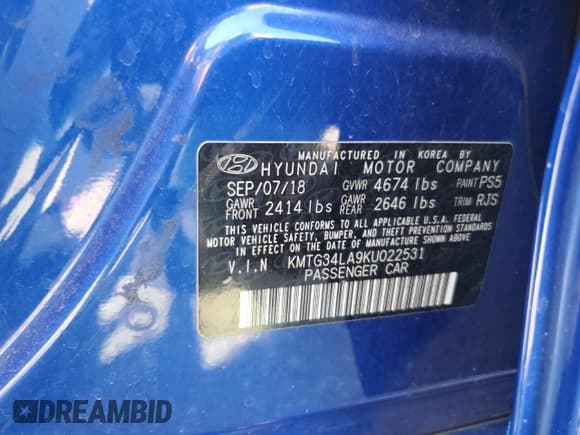 MANUFACTURED IN KOREA BY
HYUNDAI MOTOR COMPANY
SEP/07/18 GVWR 4674 lbs PAINT PS5
GAWR FRONT 2414 lbs GAWR REAR 2646 lbs TRIM RJS
THIS VEHICLE CONFORMS TO ALL APPLICABLE U.S.A. FEDERAL
MOTOR VEHICLE SAFETY, BUMPER, AND THEFT PREVENTION STANDARDS
IN EFFECT ON THE DATE OF MANUFACTURE SHOWN ABOVE.
V.I.N KMTG34LA9KU022531
PASSENGER CAR
DREAMBID